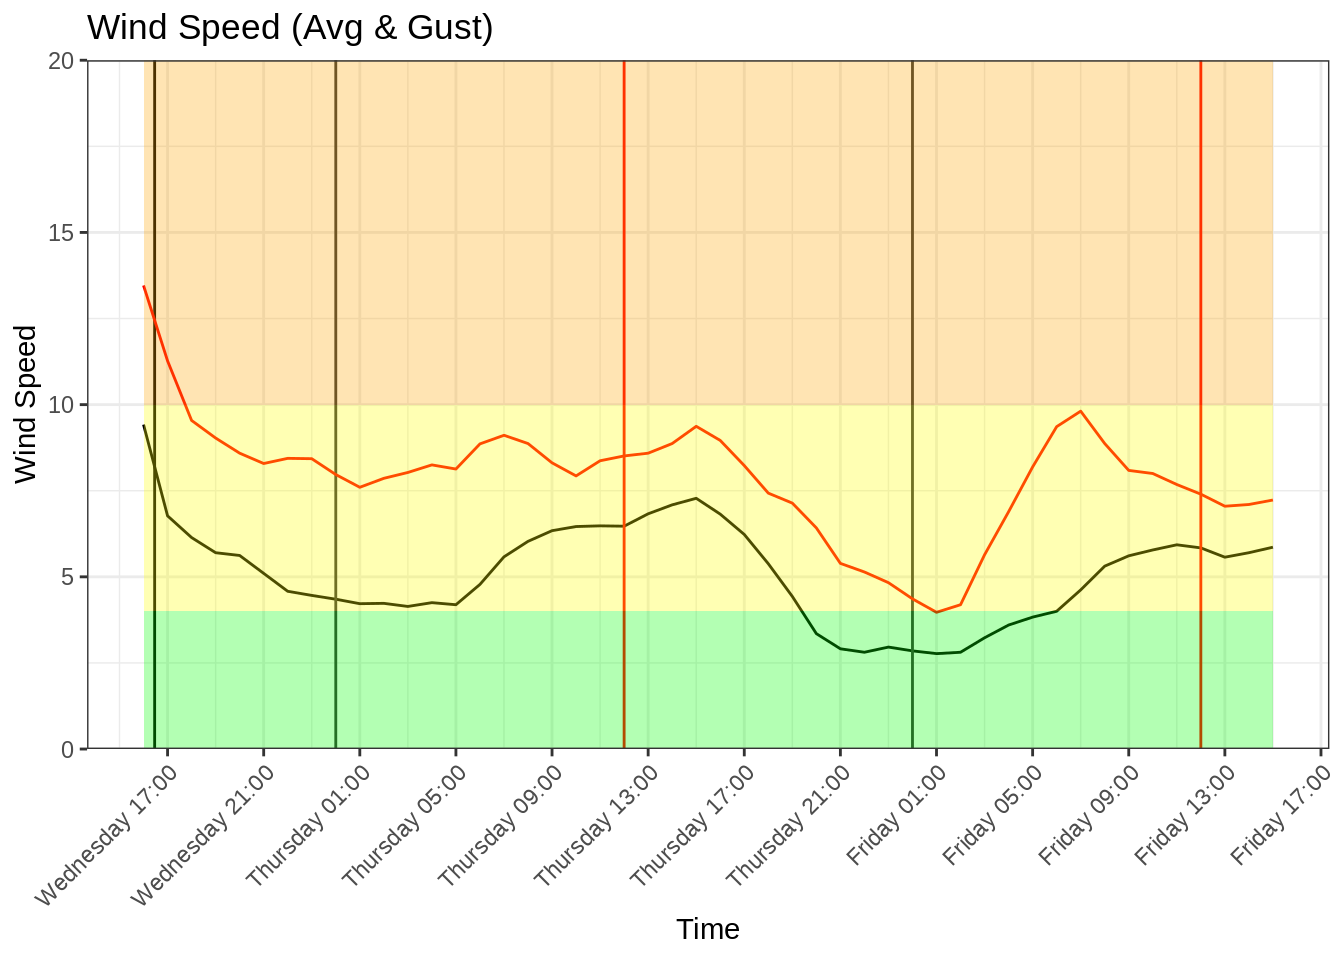 Wind Speed (Avg & Gust)
20
15
10
5
0
Wind Speed
Wednesday 17:00
Wednesday 21:00
Thursday 01:00
Thursday 05:00
Thursday 09:00
Thursday 13:00
Thursday 17:00
Thursday 21:00
Friday 01:00
Friday 05:00
Friday 09:00
Friday 13:00
Friday 17:00
Time